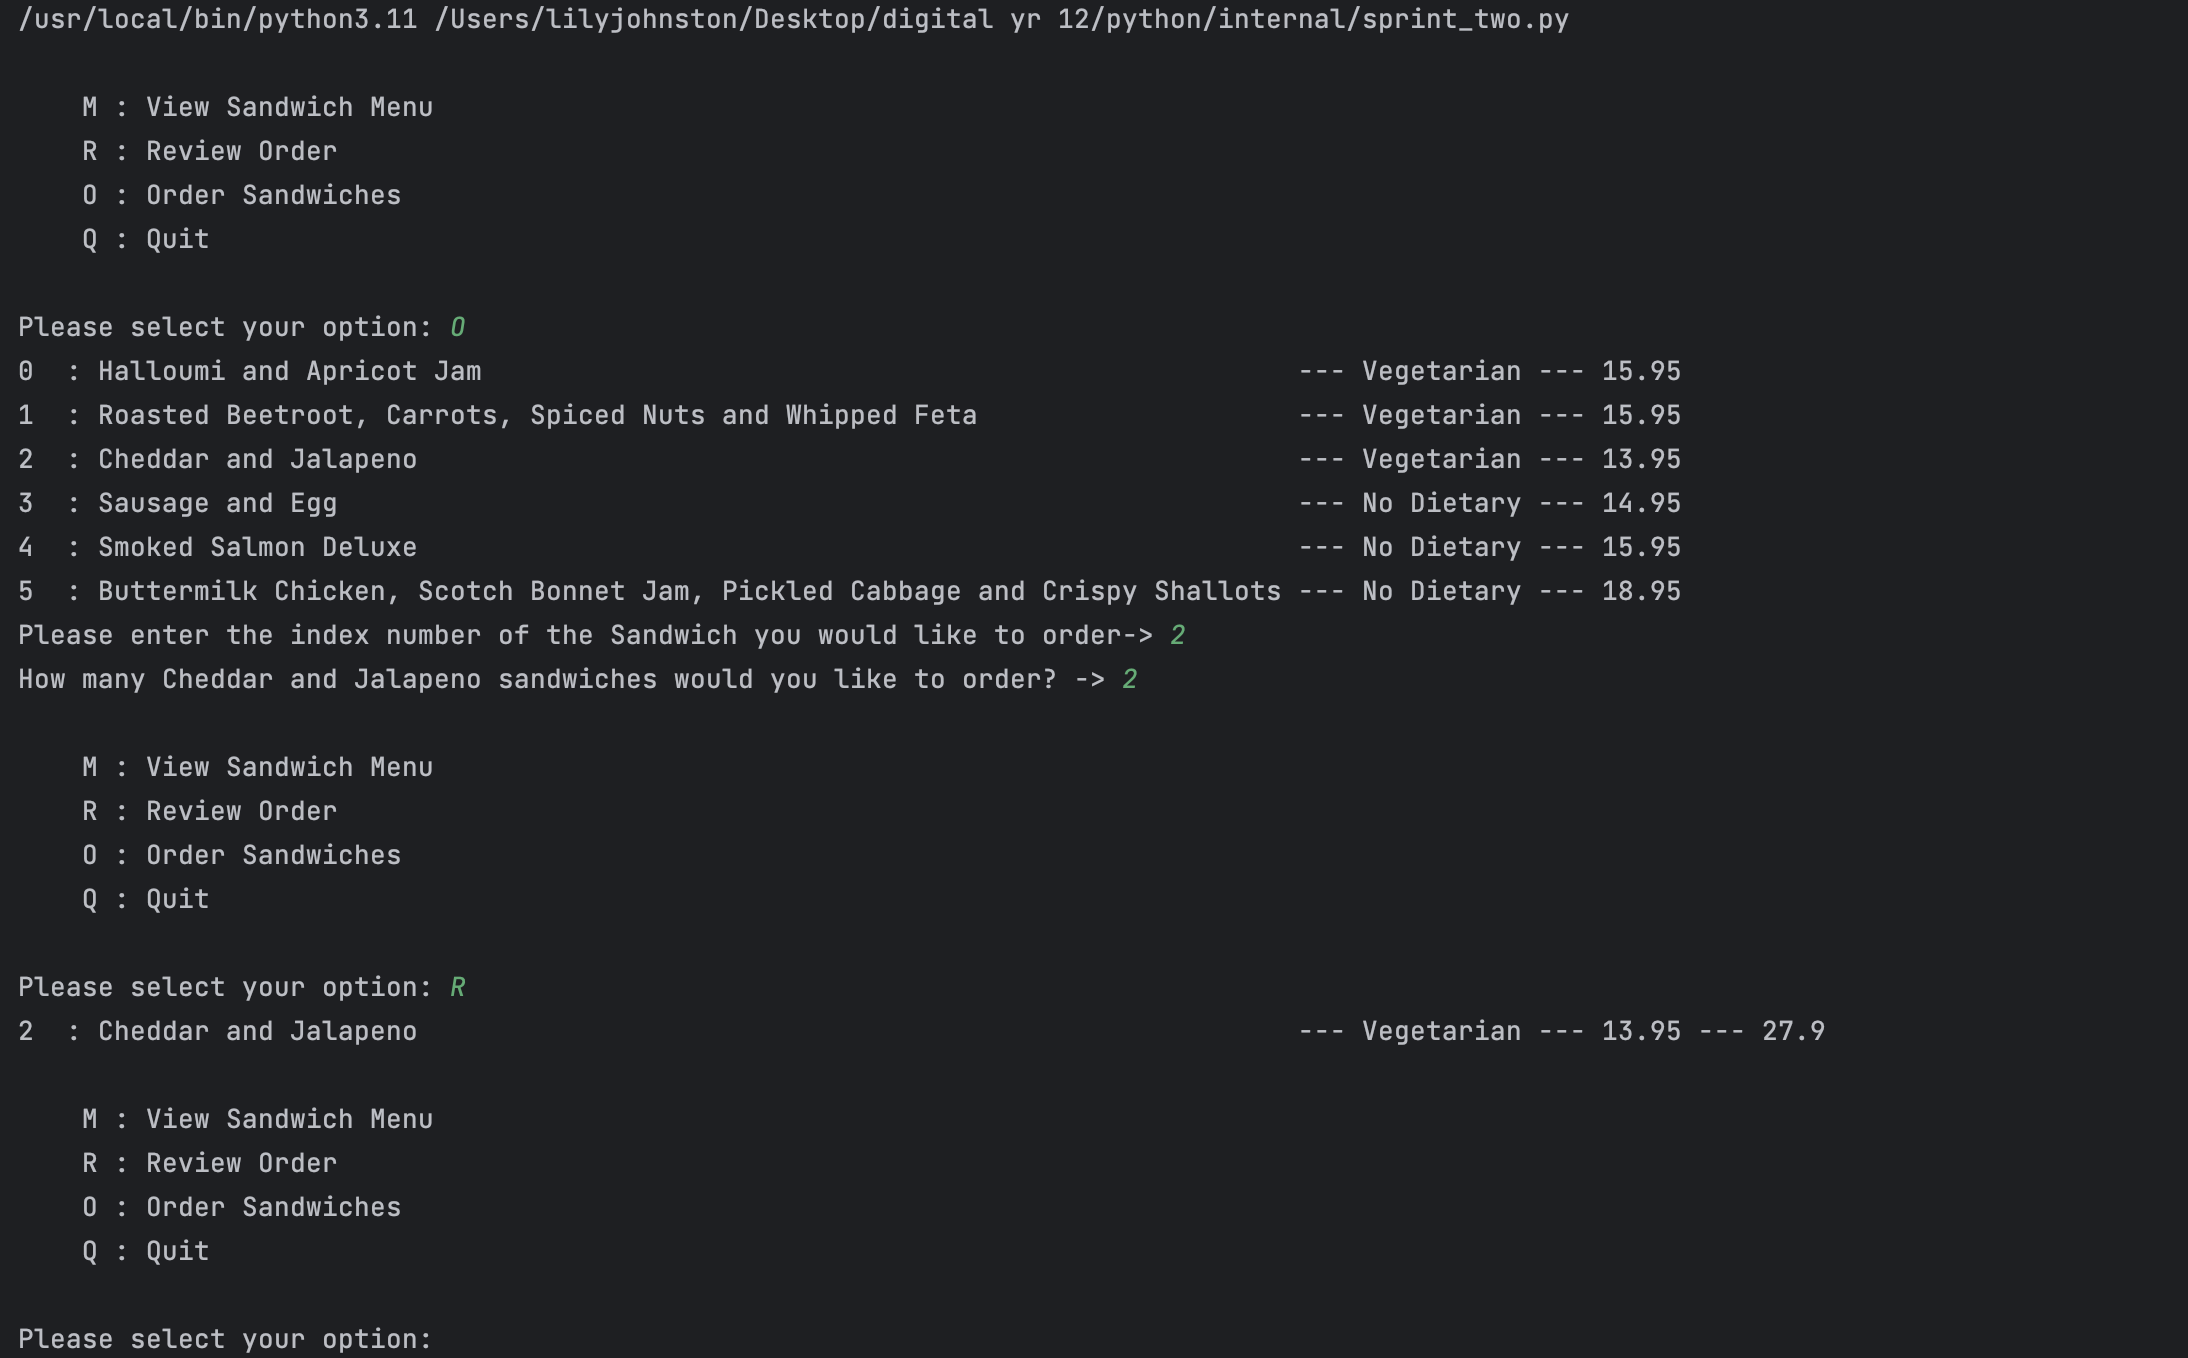 /usr/local/bin/python3.11 /Users/lilyjohnston/Desktop/digital yr 12/python/internal/sprint_two.py
M : View Sandwich Menu
R : Review Order
O : Order Sandwiches
Q : Quit
Please select your option: O
0  : Halloumi and Apricot Jam                                                   --- Vegetarian --- 15.95
1  : Roasted Beetroot, Carrots, Spiced Nuts and Whipped Feta                    --- Vegetarian --- 15.95
2  : Cheddar and Jalapeno                                                       --- Vegetarian --- 13.95
3  : Sausage and Egg                                                            --- No Dietary --- 14.95
4  : Smoked Salmon Deluxe                                                       --- No Dietary --- 15.95
5  : Buttermilk Chicken, Scotch Bonnet Jam, Pickled Cabbage and Crispy Shallots --- No Dietary --- 18.95
Please enter the index number of the Sandwich you would like to order-> 2
How many Cheddar and Jalapeno sandwiches would you like to order? -> 2
M : View Sandwich Menu
R : Review Order
O : Order Sandwiches
Q : Quit
Please select your option: R
2  : Cheddar and Jalapeno                                                       --- Vegetarian --- 13.95 --- 27.9
M : View Sandwich Menu
R : Review Order
O : Order Sandwiches
Q : Quit
Please select your option: